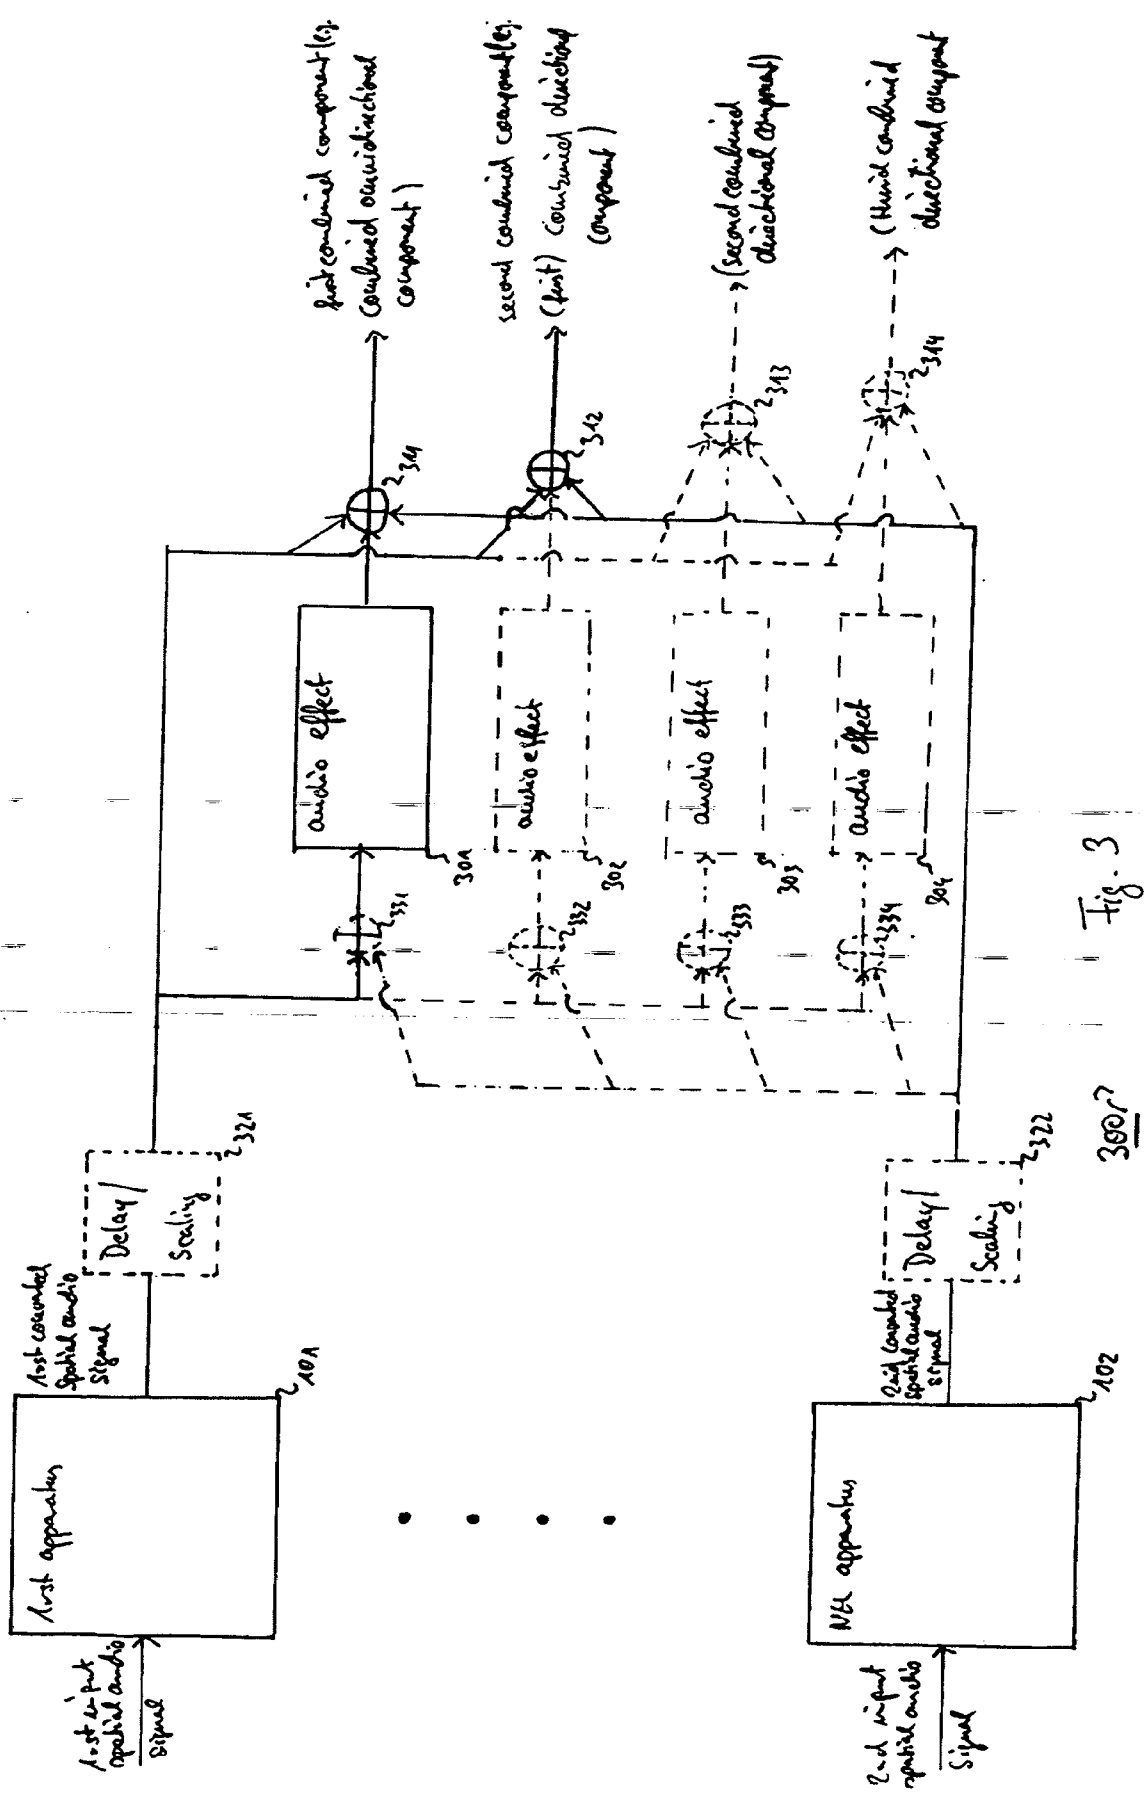 1rst input
spatial audio
signal
1rst apparatus
101
1rst converted
spatial audio
signal
Delay/
Scaling
321
331
audio effect
301
311
first combined component (e.g.
combined omnidirectional
component)
332
audio effect
302
312
second combined component (e.g.
(first) combined directional
component)
333
audio effect
303
313
(second combined
directional component)
334
audio effect
304
314
(third combined
directional component
2nd input
spatial audio
signal
Nth apparatus
102
2nd converted
spatial audio
signal
Delay/
Scaling
322
300
Fig. 3